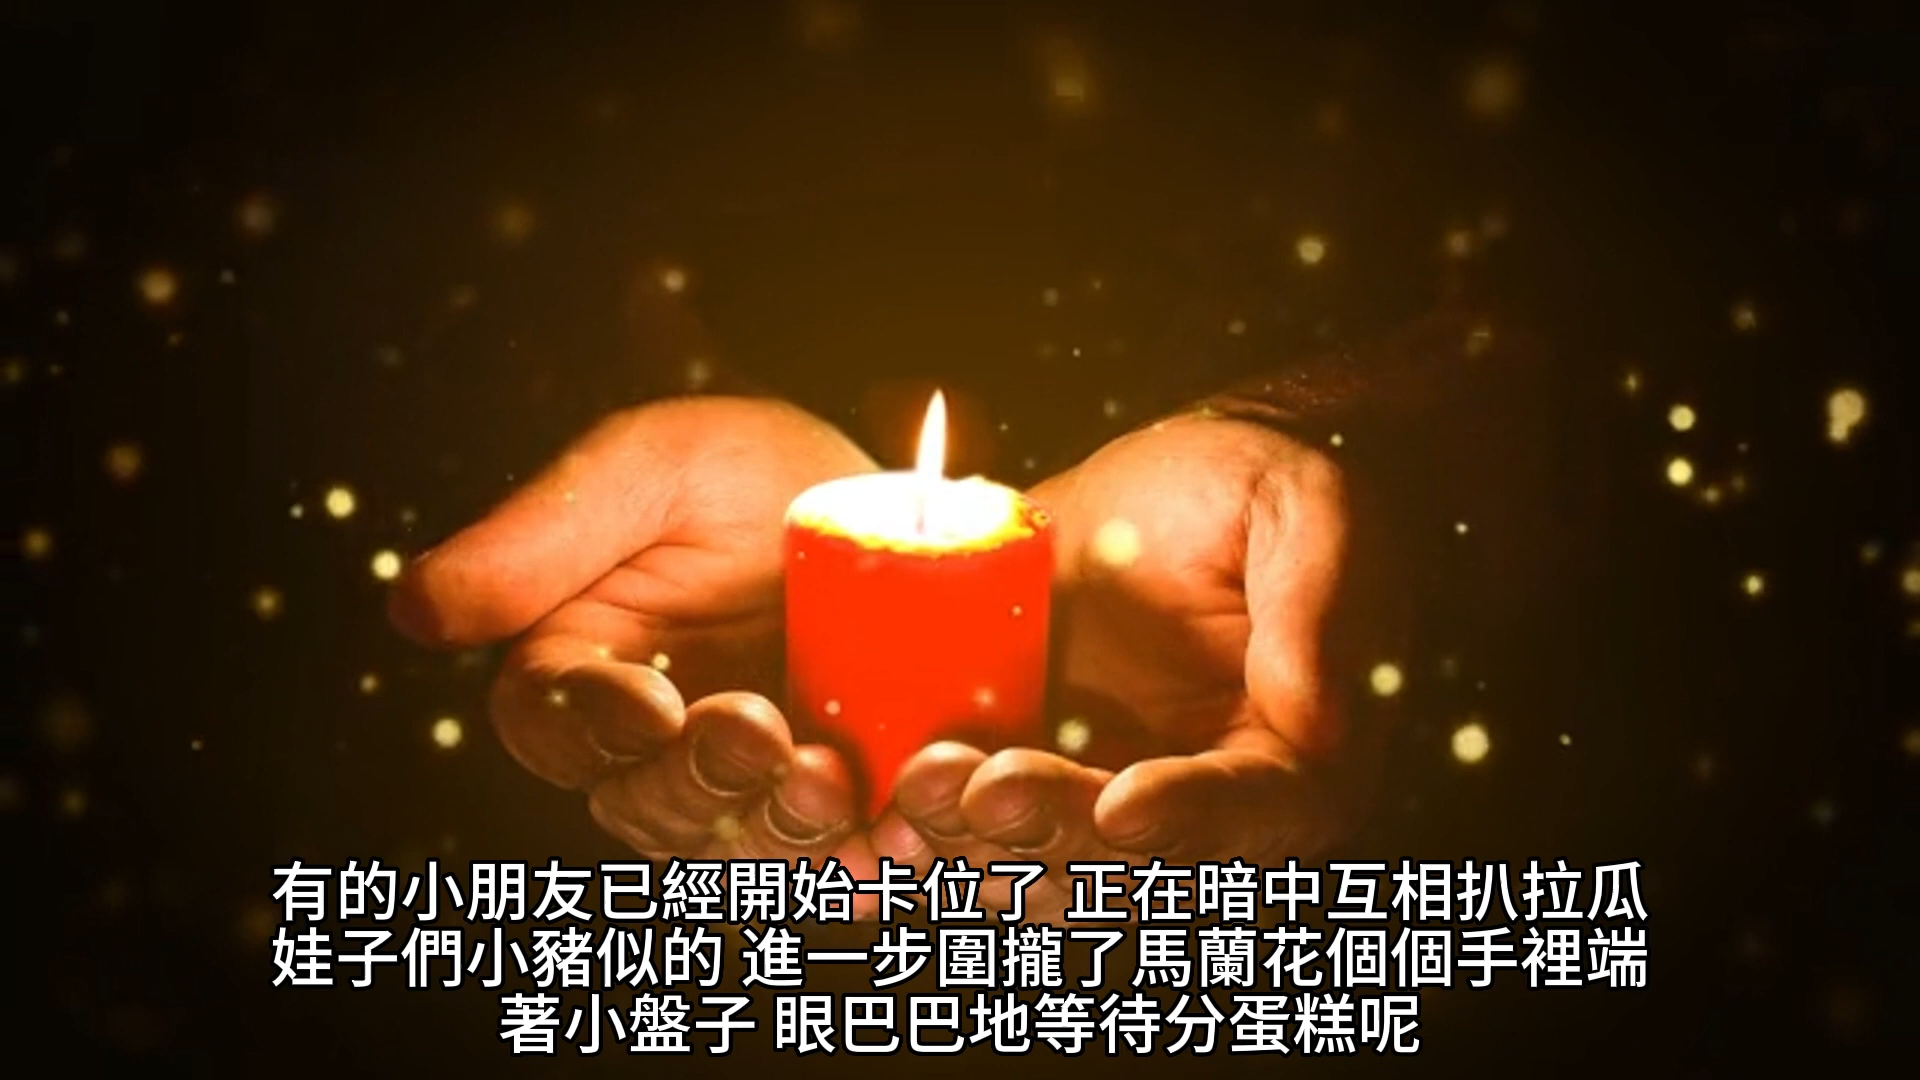 有的小朋友已經開始卡位了 正在暗中互相扒拉瓜
娃子們小豬似的 進一步圍攏了馬蘭花個個手裡端
著小盤子 眼巴巴地等待分蛋糕呢